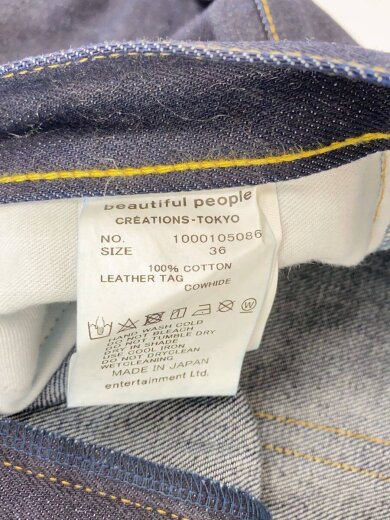 beautiful people
CRÉATIONS-TOKYO
NO. 1000105086
SIZE 36
100% COTTON
LEATHER TAG
COWHIDE
HAND WASH COLD
DO NOT BLEACH
DO NOT TUMBLE DRY
DRY IN SHADE
USE COOL IRON
DO NOT DRYCLEAN
WETCLEANING
MADE IN JAPAN
entertainment Ltd.